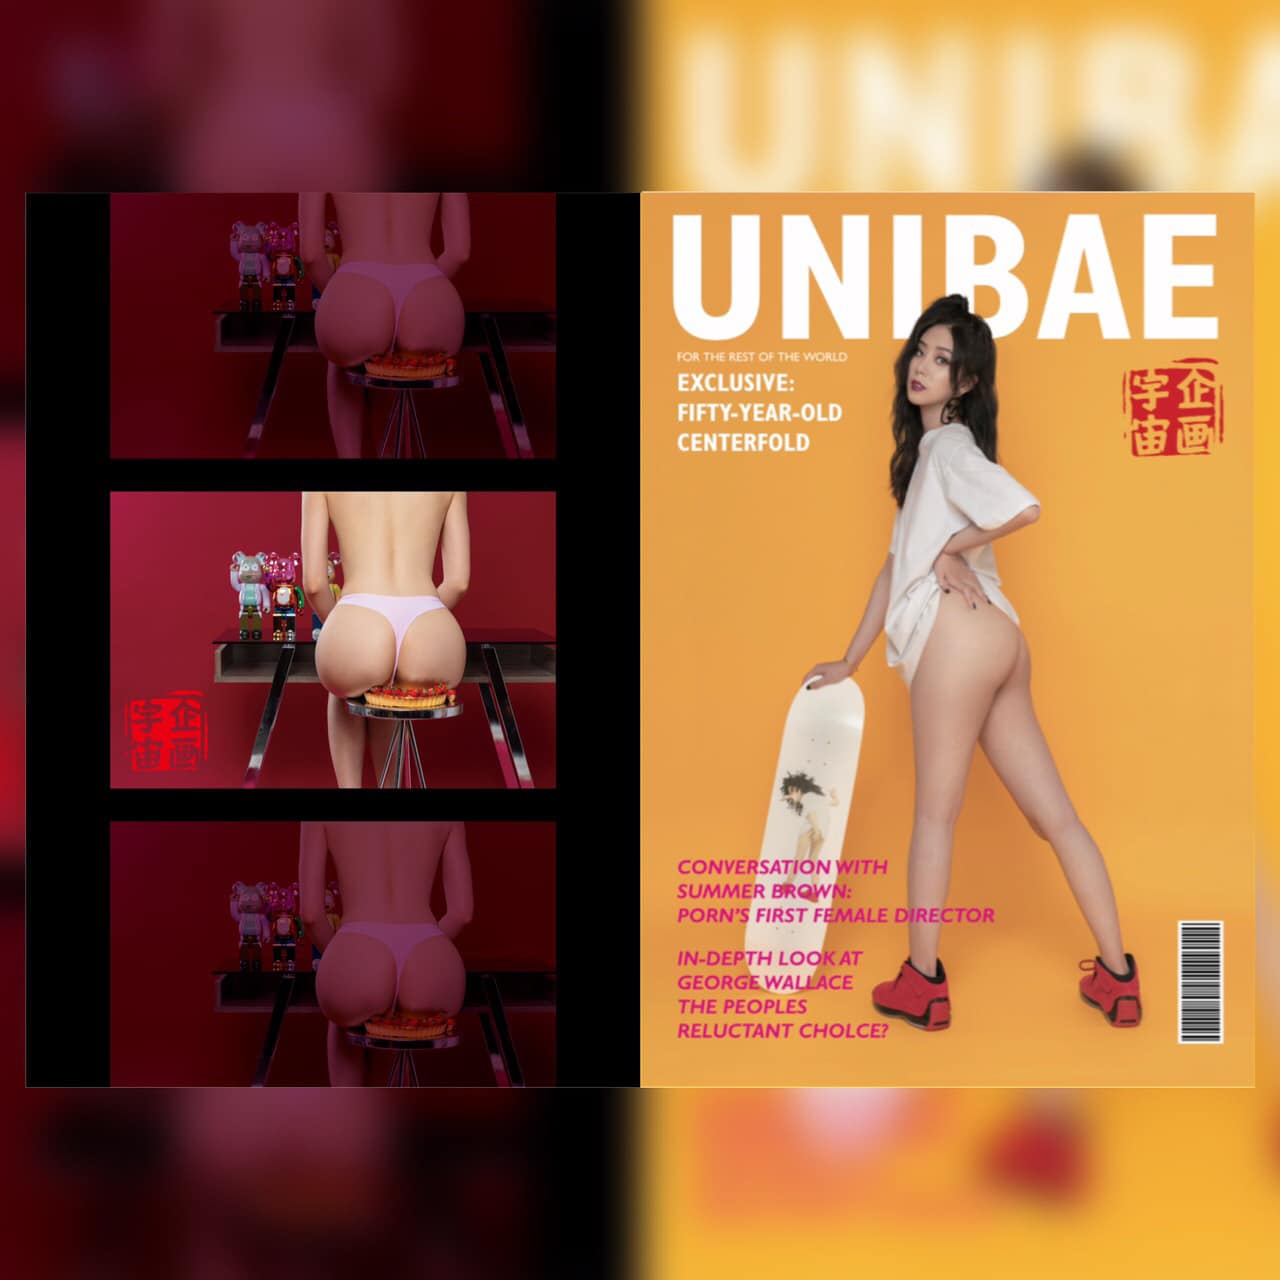 宇企
宙画
UNIBAE
FOR THE REST OF THE WORLD
EXCLUSIVE:
FIFTY-YEAR-OLD
CENTERFOLD
宇企
宙画
CONVERSATION WITH
SUMMER BROWN:
PORN'S FIRST FEMALE DIRECTOR
IN-DEPTH LOOK AT
GEORGE WALLACE
THE PEOPLES
RELUCTANT CHOLCE?